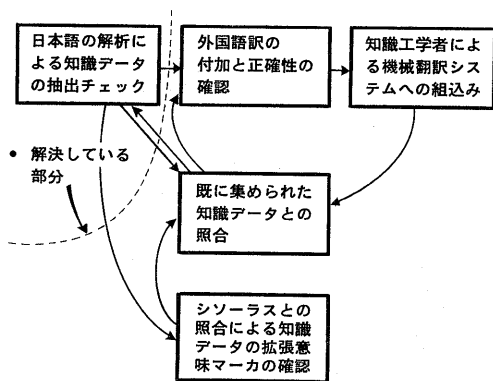 日本語の解析に
よる知識データ
の抽出チェック
外国語訳の
付加と正確性の
確認
知識工学者によ
る機械翻訳シス
テムへの組込み
• 解決している
部分
既に集められた
知識データとの
照合
シソーラスとの
照合による知識
データの拡張意
味マーカの確認